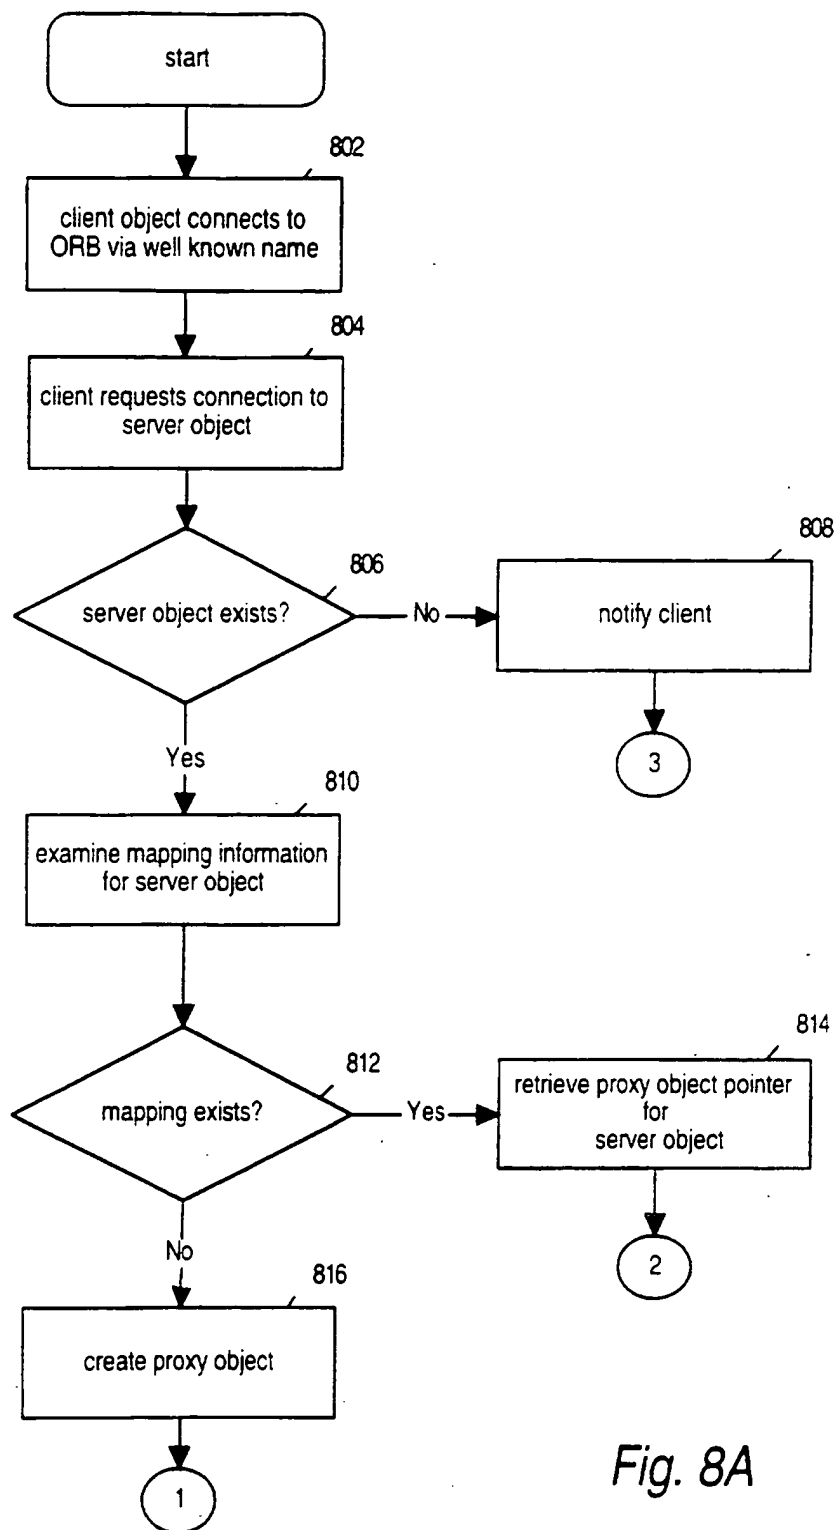 start
802
client object connects to
ORB via well known name
804
client requests connection to
server object
806
server object exists?
No
808
notify client
3
Yes
810
examine mapping information
for server object
812
mapping exists?
Yes
814
retrieve proxy object pointer
for
server object
2
No
816
create proxy object
1
Fig. 8A